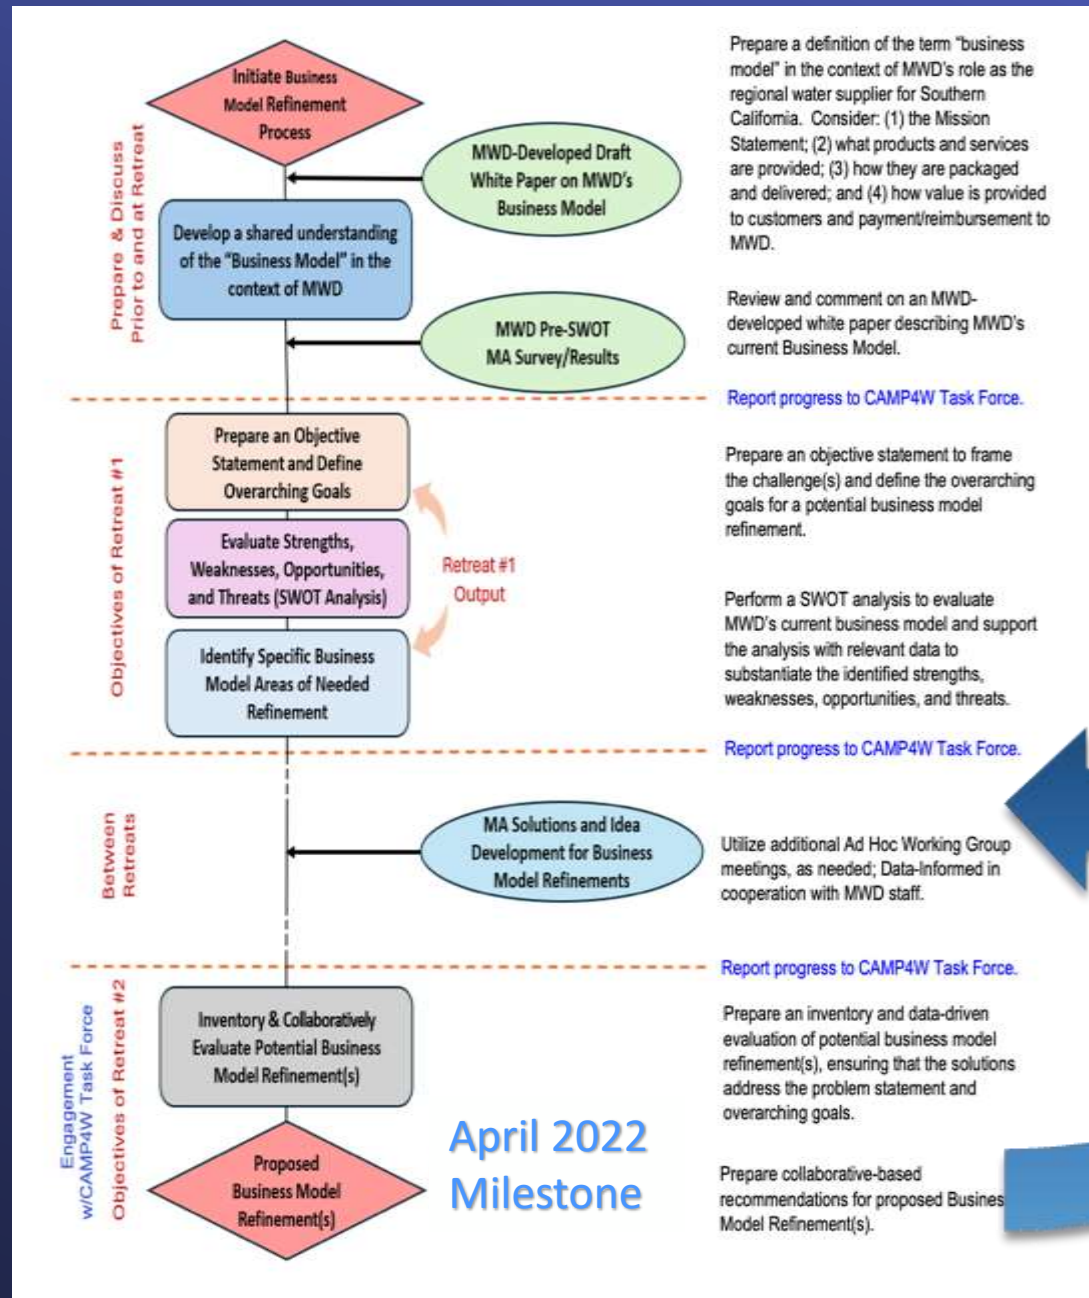 Prepare & Discuss
Prior to and at Retreat
Initiate Business
Model Refinement
Process
MWD-Developed Draft
White Paper on MWD's
Business Model
Develop a shared understanding
of the "Business Model" in the
context of MWD
MWD Pre-SWOT
MA Survey/Results
Prepare a definition of the term "business
model" in the context of MWD's role as the
regional water supplier for Southern
California. Consider: (1) the Mission
Statement; (2) what products and services
are provided; (3) how they are packaged
and delivered; and (4) how value is provided
to customers and payment/reimbursement to
MWD.
Review and comment on an MWD-
developed white paper describing MWD's
current Business Model.
Report progress to CAMP4W Task Force.
Objectives of Retreat #1
Prepare an Objective
Statement and Define
Overarching Goals
Evaluate Strengths,
Weaknesses, Opportunities,
and Threats (SWOT Analysis)
Identify Specific Business
Model Areas of Needed
Refinement
Retreat #1
Output
Prepare an objective statement to frame
the challenge(s) and define the overarching
goals for a potential business model
refinement.
Perform a SWOT analysis to evaluate
MWD's current business model and support
the analysis with relevant data to
substantiate the identified strengths,
weaknesses, opportunities, and threats.
Report progress to CAMP4W Task Force.
Between
Retreats
MA Solutions and Idea
Development for Business
Model Refinements
Utilize additional Ad Hoc Working Group
meetings, as needed; Data-Informed in
cooperation with MWD staff.
Report progress to CAMP4W Task Force.
Engagement
w/CAMP4W Task Force
Objectives of Retreat #2
Inventory & Collaboratively
Evaluate Potential Business
Model Refinement(s)
Proposed
Business Model
Refinement(s)
April 2022
Milestone
Prepare an inventory and data-driven
evaluation of potential business model
refinement(s), ensuring that the solutions
address the problem statement and
overarching goals.
Prepare collaborative-based
recommendations for proposed Business
Model Refinement(s).